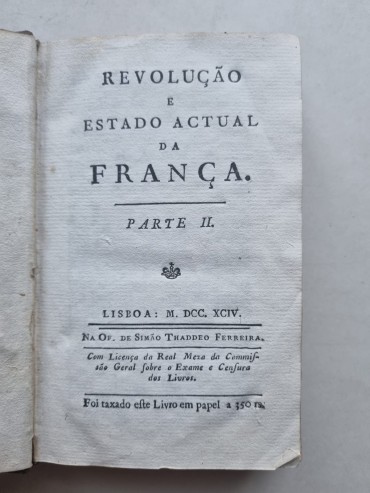 REVOLUÇÃO
E
ESTADO ACTUAL
DA
FRANÇA.
PARTE II.
LISBOA: M. DCC. XCIV.
NA OF. DE SIMÃO THADDEO FERREIRA.
Com Licença da Real Meza da Commiſ-
ſão Geral ſobre o Exame e Cenſura
dos Livros.
Foi taxado eſte Livro em papel a 350 rs.